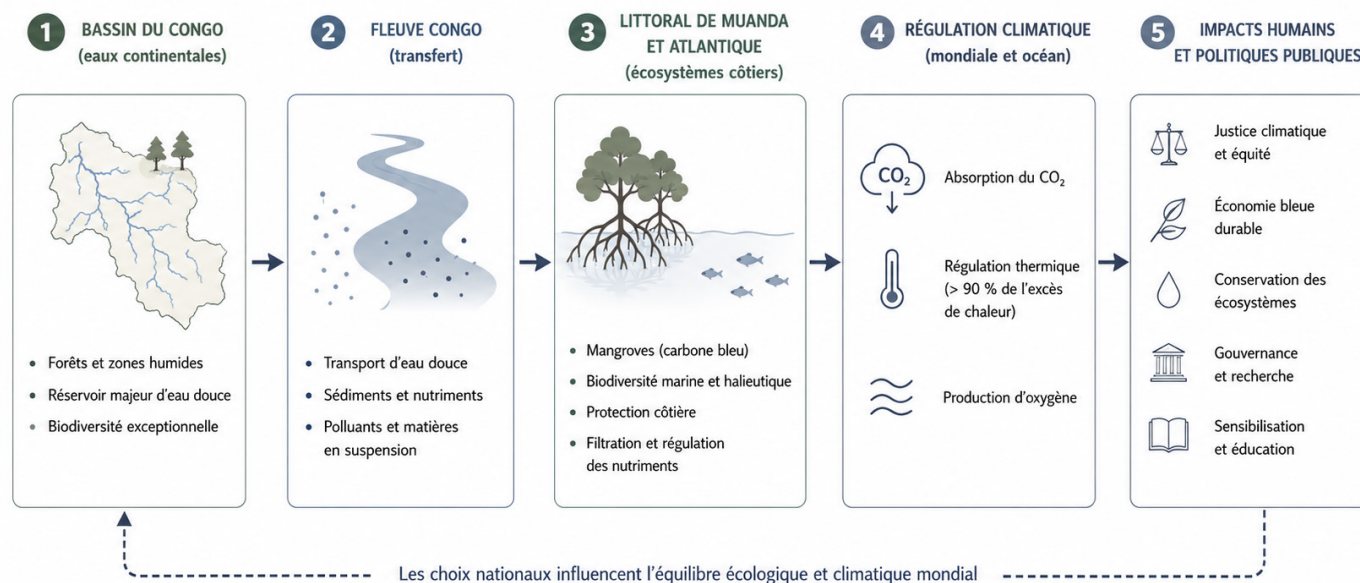 1
BASSIN DU CONGO
(eaux continentales)
Forêts et zones humides
Réservoir majeur d'eau douce
Biodiversité exceptionnelle
2
FLEUVE CONGO
(transfert)
Transport d'eau douce
Sédiments et nutriments
Polluants et matières
en suspension
3
LITTORAL DE MUANDA
ET ATLANTIQUE
(écosystèmes côtiers)
Mangroves (carbone bleu)
Biodiversité marine et halieutique
Protection côtière
Filtration et régulation
des nutriments
4
RÉGULATION CLIMATIQUE
(mondiale et océan)
CO₂
Absorption du CO₂
Régulation thermique
(> 90 % de l'excès
de chaleur)
Production d'oxygène
5
IMPACTS HUMAINS
ET POLITIQUES PUBLIQUES
Justice climatique
et équité
Économie bleue
durable
Conservation des
écosystèmes
Gouvernance
et recherche
Sensibilisation
et éducation
Les choix nationaux influencent l'équilibre écologique et climatique mondial